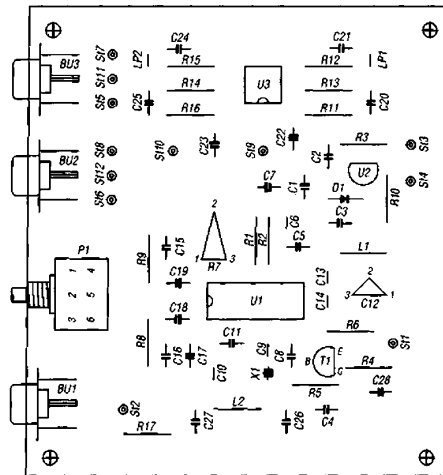 C24
C21
St7
BU3
LP2
R15
R12
LP1
St11
R14
U3
R13
St5
C25
R16
R11
C20
C23
C22
R3
St3
St8
St10
St9
C2
BU2
U2
St12
C7
C1
D1
R10
St4
St6
C3
2
R1
R2
C6
C15
C5
L1
P1
1
R7
3
R9
C19
C13
2
1 4
U1
3
C12
1
2 5
C18
C14
3 6
C11
R6
R8
C9
St1
C16
C17
C8
B
T1
E
C
R4
C10
X1
R5
C28
BU1
St2
L2
C4
R17
C27
C26